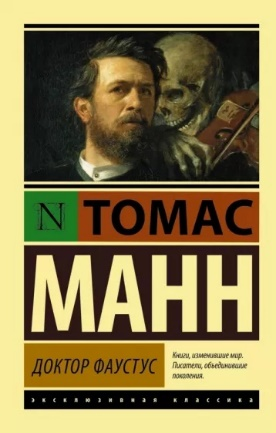 N ТОМАС
МАНН
ДОКТОР ФАУСТУС
Книги, изменившие мир.
Писатели, объединившие
поколения.
эксклюзивная классика